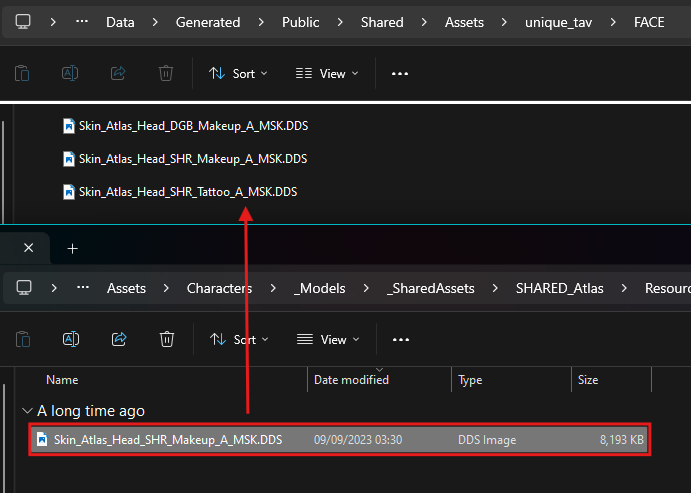 ··· Data Generated Public Shared Assets unique_tav FACE
Sort View ···
Skin_Atlas_Head_DGB_Makeup_A_MSK.DDS
Skin_Atlas_Head_SHR_Makeup_A_MSK.DDS
Skin_Atlas_Head_SHR_Tattoo_A_MSK.DDS
··· Assets Characters _Models _SharedAssets SHARED_Atlas Resour
Sort View ···
Name Date modified Type Size
A long time ago
Skin_Atlas_Head_SHR_Makeup_A_MSK.DDS 09/09/2023 03:30 DDS Image 8,193 KB